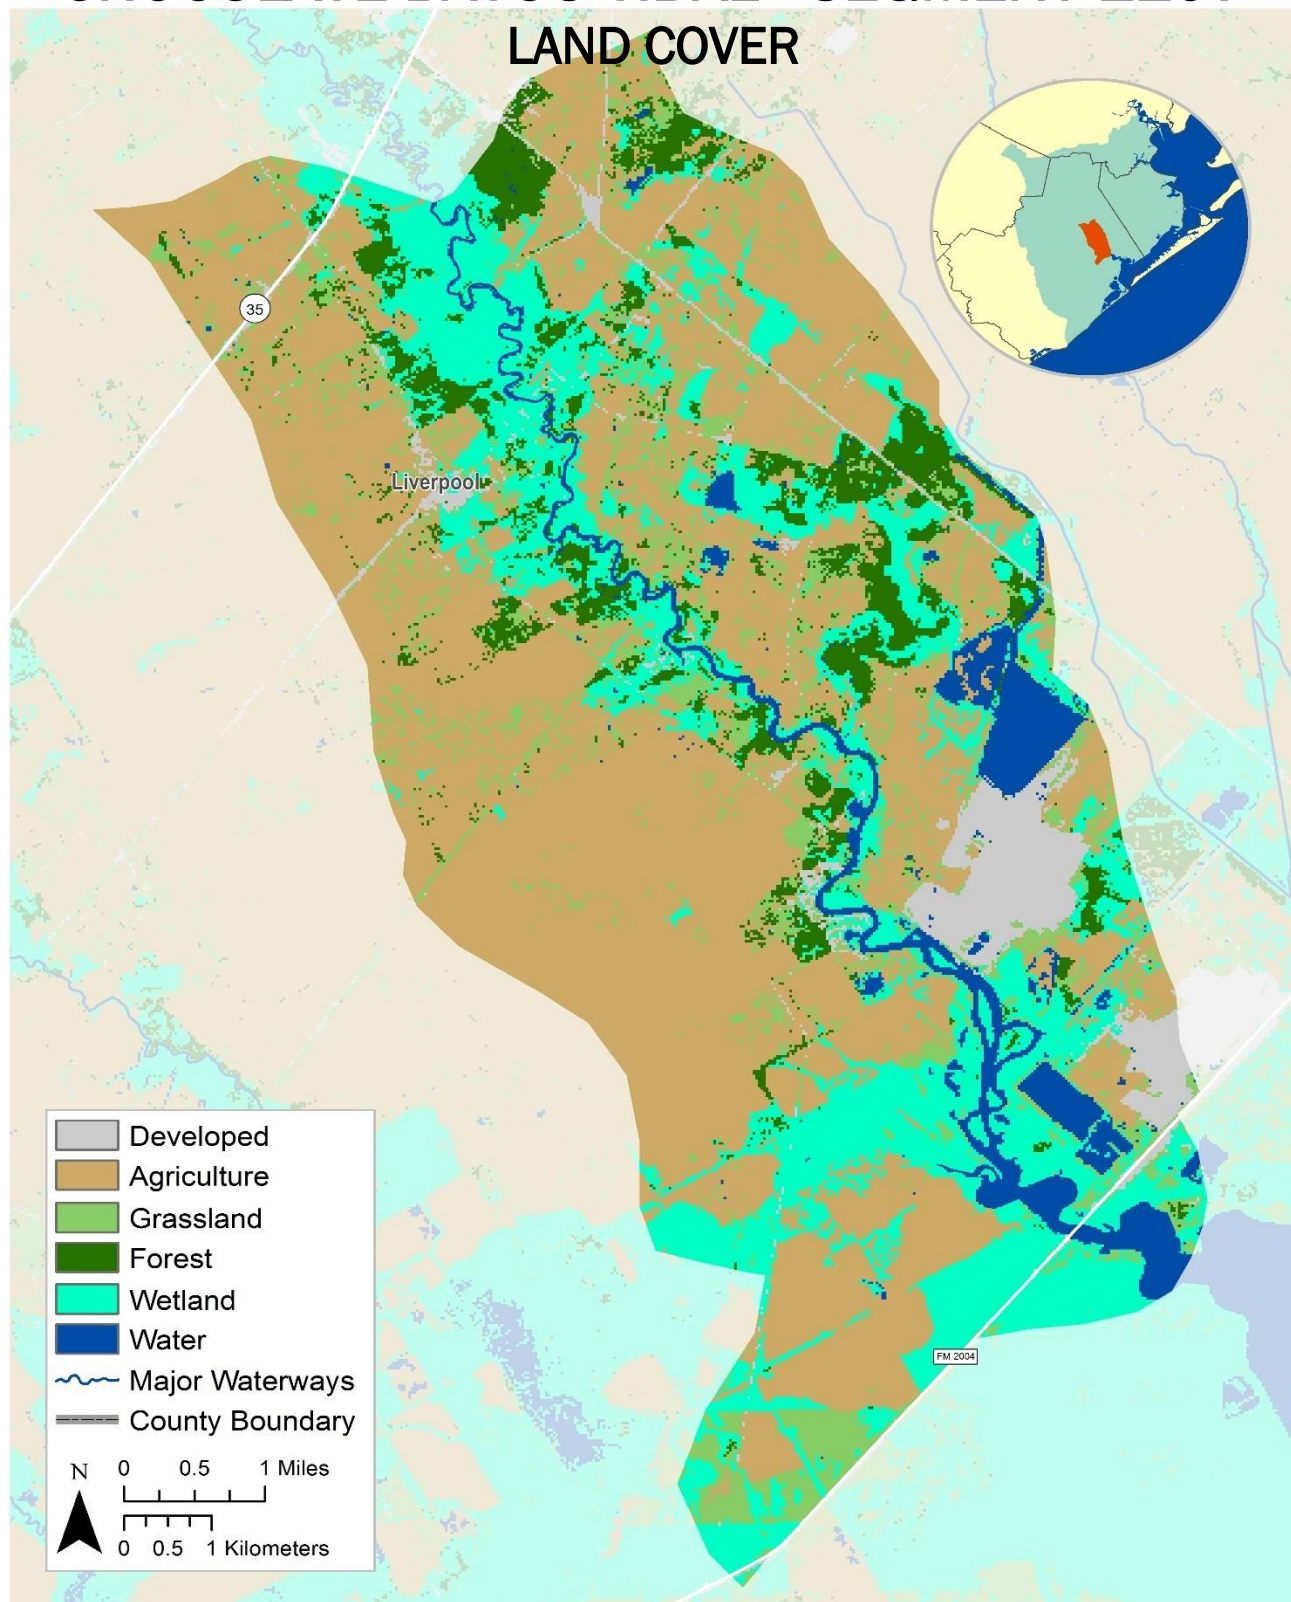 LAND COVER
35
Liverpool
FM 2004
Developed
Agriculture
Grassland
Forest
Wetland
Water
Major Waterways
County Boundary
N
0 0.5 1 Miles
0 0.5 1 Kilometers